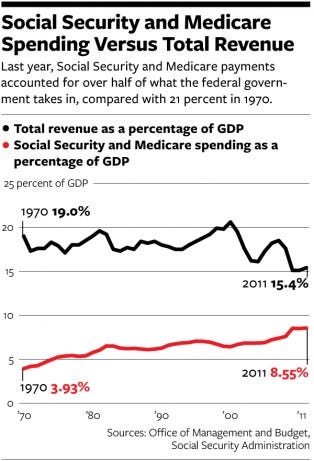 Social Security and Medicare
Spending Versus Total Revenue
Last year, Social Security and Medicare payments
accounted for over half of what the federal govern-
ment takes in, compared with 21 percent in 1970.
• Total revenue as a percentage of GDP
• Social Security and Medicare spending as a
percentage of GDP
25 percent of GDP
1970 19.0%
20
15
2011 15.4%
10
5
1970 3.93%
2011 8.55%
0
'70 '80 '90 '00 '11
Sources: Office of Management and Budget,
Social Security Administration